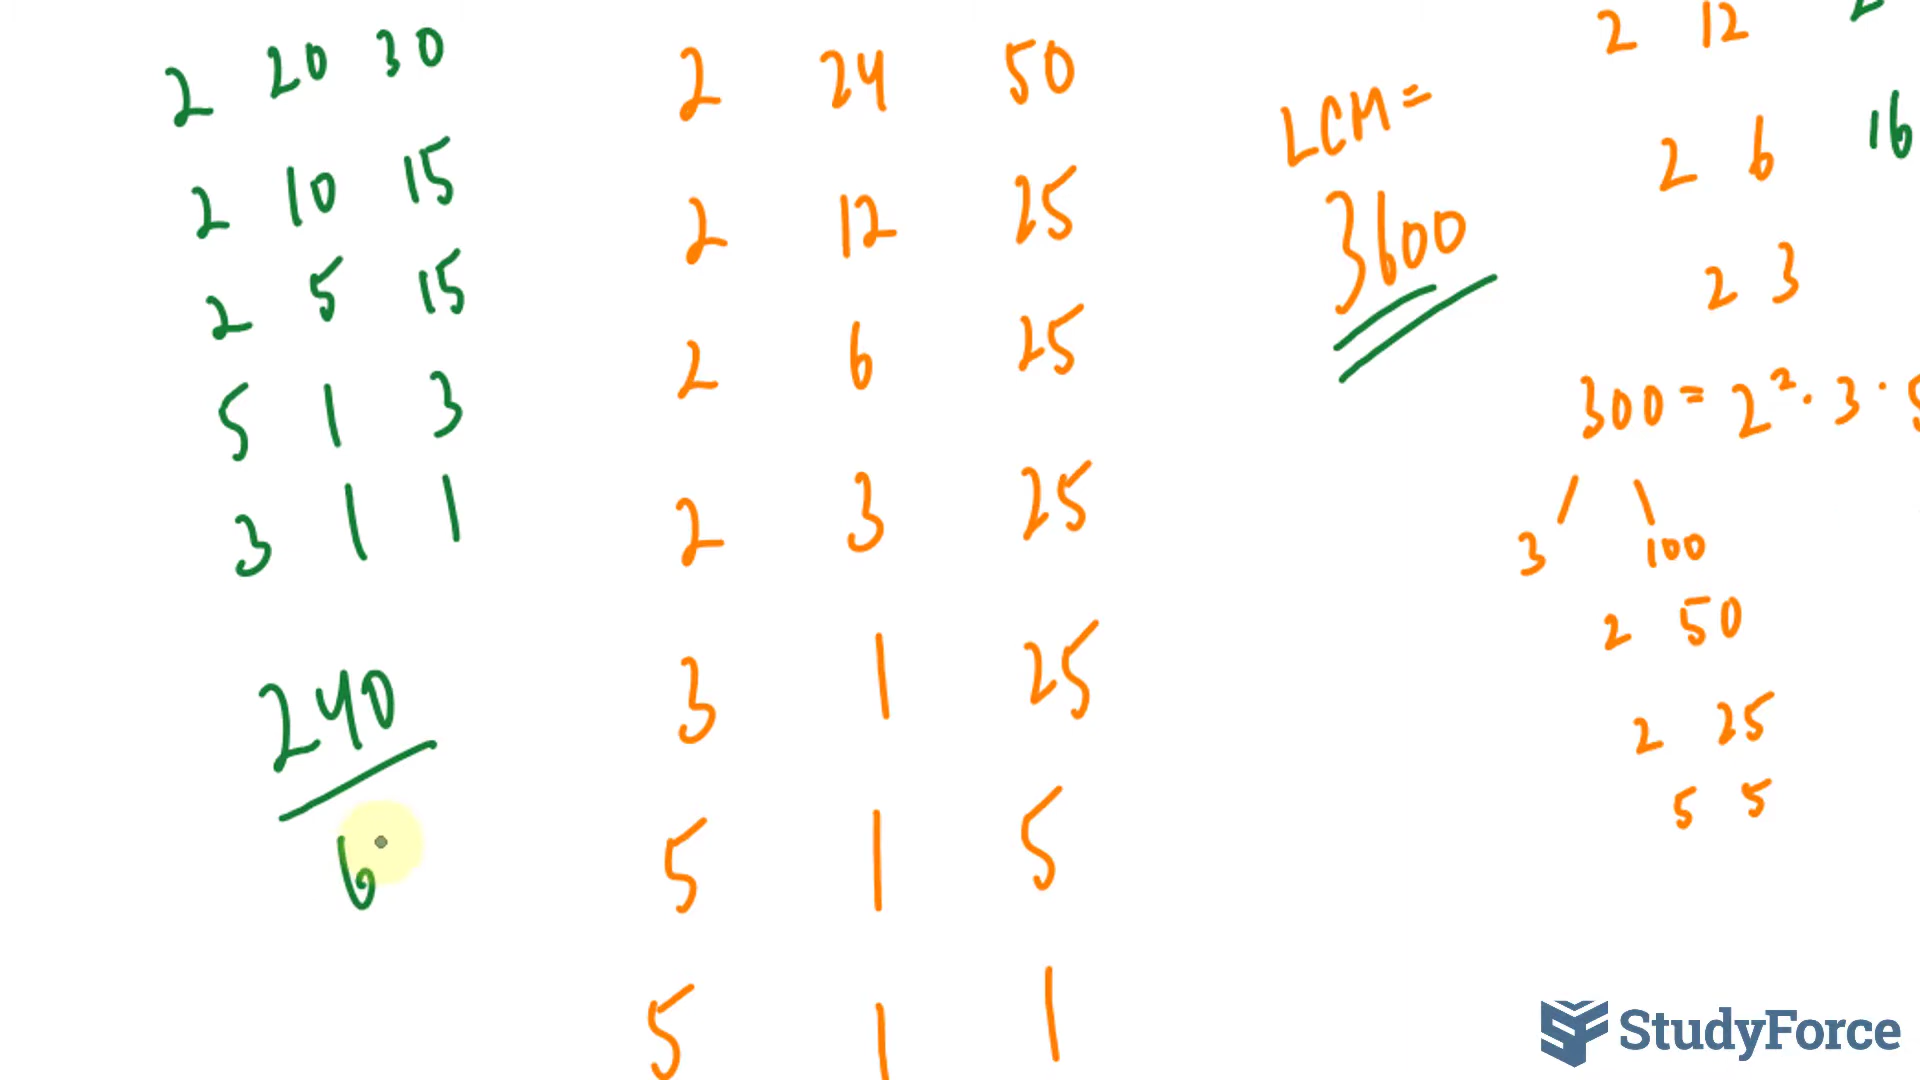 2 20 30
2 10 15
2 5 15
5 1 3
3 1 1
240
6
2 24 50
2 12 25
2 6 25
2 3 25
3 1 25
5 1 5
5 1 1
LCM=
3600
2 12
2 6 16
2 3
300 = 2². 3 ·
3 100
2 50
2 25
5 5
StudyForce